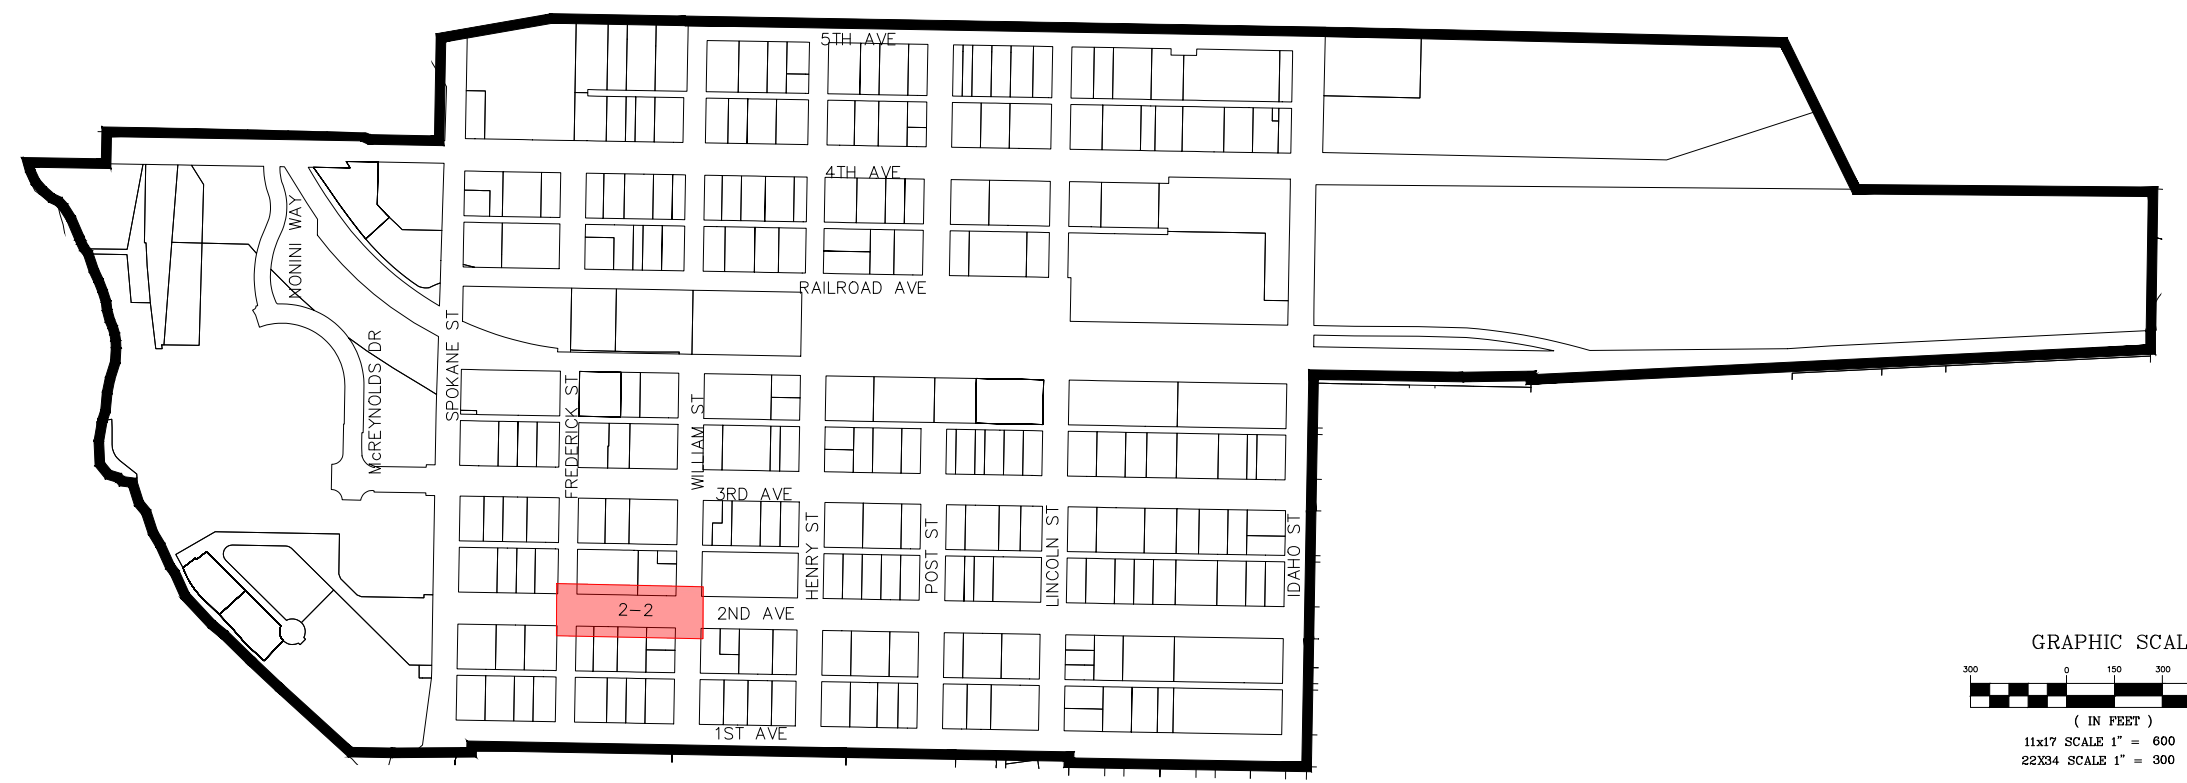 5TH AVE
4TH AVE
MONINI WAY
RAILROAD AVE
SPOKANE ST
McREYNOLDS DR
FREDERICK ST
WILLIAM ST
3RD AVE
HENRY ST
POST ST
LINCOLN ST
IDAHO ST
2-2
2ND AVE
1ST AVE
GRAPHIC SCAL
300 0 150 300
( IN FEET )
11x17 SCALE 1" = 600
22X34 SCALE 1" = 300